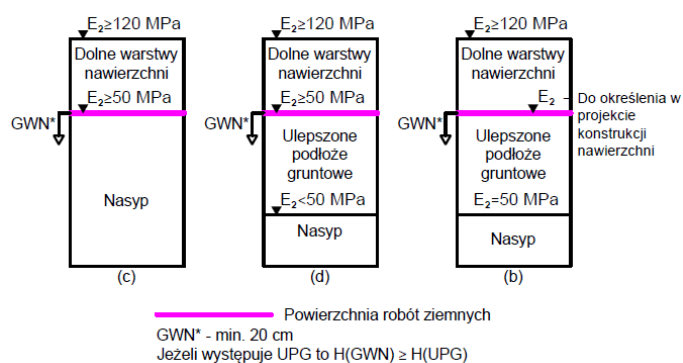 E₂≥120 MPa
Dolne warstwy
nawierzchni
E₂≥50 MPa
GWN*
Nasyp
(c)
E₂≥120 MPa
Dolne warstwy
nawierzchni
E₂≥50 MPa
GWN*
Ulepszone
podłoże
gruntowe
E₂<50 MPa
Nasyp
(d)
E₂≥120 MPa
Dolne warstwy
nawierzchni
E₂ - Do określenia w
projekcie
konstrukcji
nawierzchni
GWN*
Ulepszone
podłoże
gruntowe
E₂=50 MPa
Nasyp
(b)
Powierzchnia robót ziemnych
GWN* - min. 20 cm
Jeżeli występuje UPG to H(GWN) ≥ H(UPG)